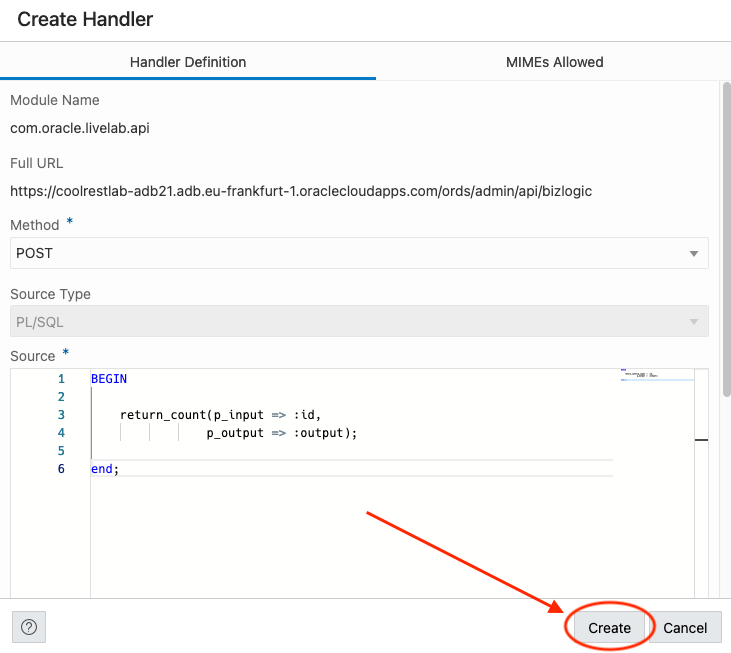 Create Handler
Handler Definition
MIMEs Allowed
Module Name
com.oracle.livelab.api
Full URL
https://coolrestlab-adb21.adb.eu-frankfurt-1.oraclecloudapps.com/ords/admin/api/bizlogic
Method *
POST
Source Type
PL/SQL
Source *
1 BEGIN
2
3 return_count(p_input => :id,
4 p_output => :output);
5
6 end;
?
Create
Cancel